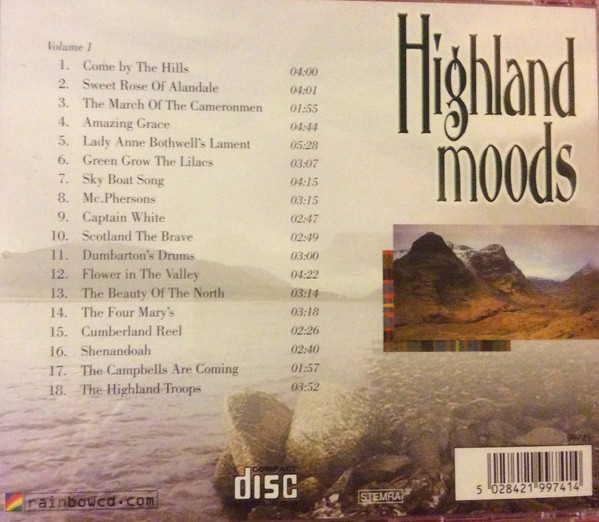 Volume 1
1. Come by The Hills 04:00
2. Sweet Rose Of Alandale 04:01
3. The March Of The Cameronmen 01:55
4. Amazing Grace 04:44
5. Lady Anne Bothwell's Lament 05:28
6. Green Grow The Lilacs 03:07
7. Sky Boat Song 04:15
8. Mc.Phersons 03:15
9. Captain White 02:47
10. Scotland The Brave 02:49
11. Dumbarton's Drums 03:00
12. Flower in The Valley 04:22
13. The Beauty Of The North 03:14
14. The Four Mary's 03:18
15. Cumberland Reel 02:26
16. Shenandoah 02:40
17. The Campbells Are Coming 01:57
18. The Highland Troops 03:52
Highland
moods
COMPACT
disc
STEMRA
5 028421 997414
rainbowcd.com